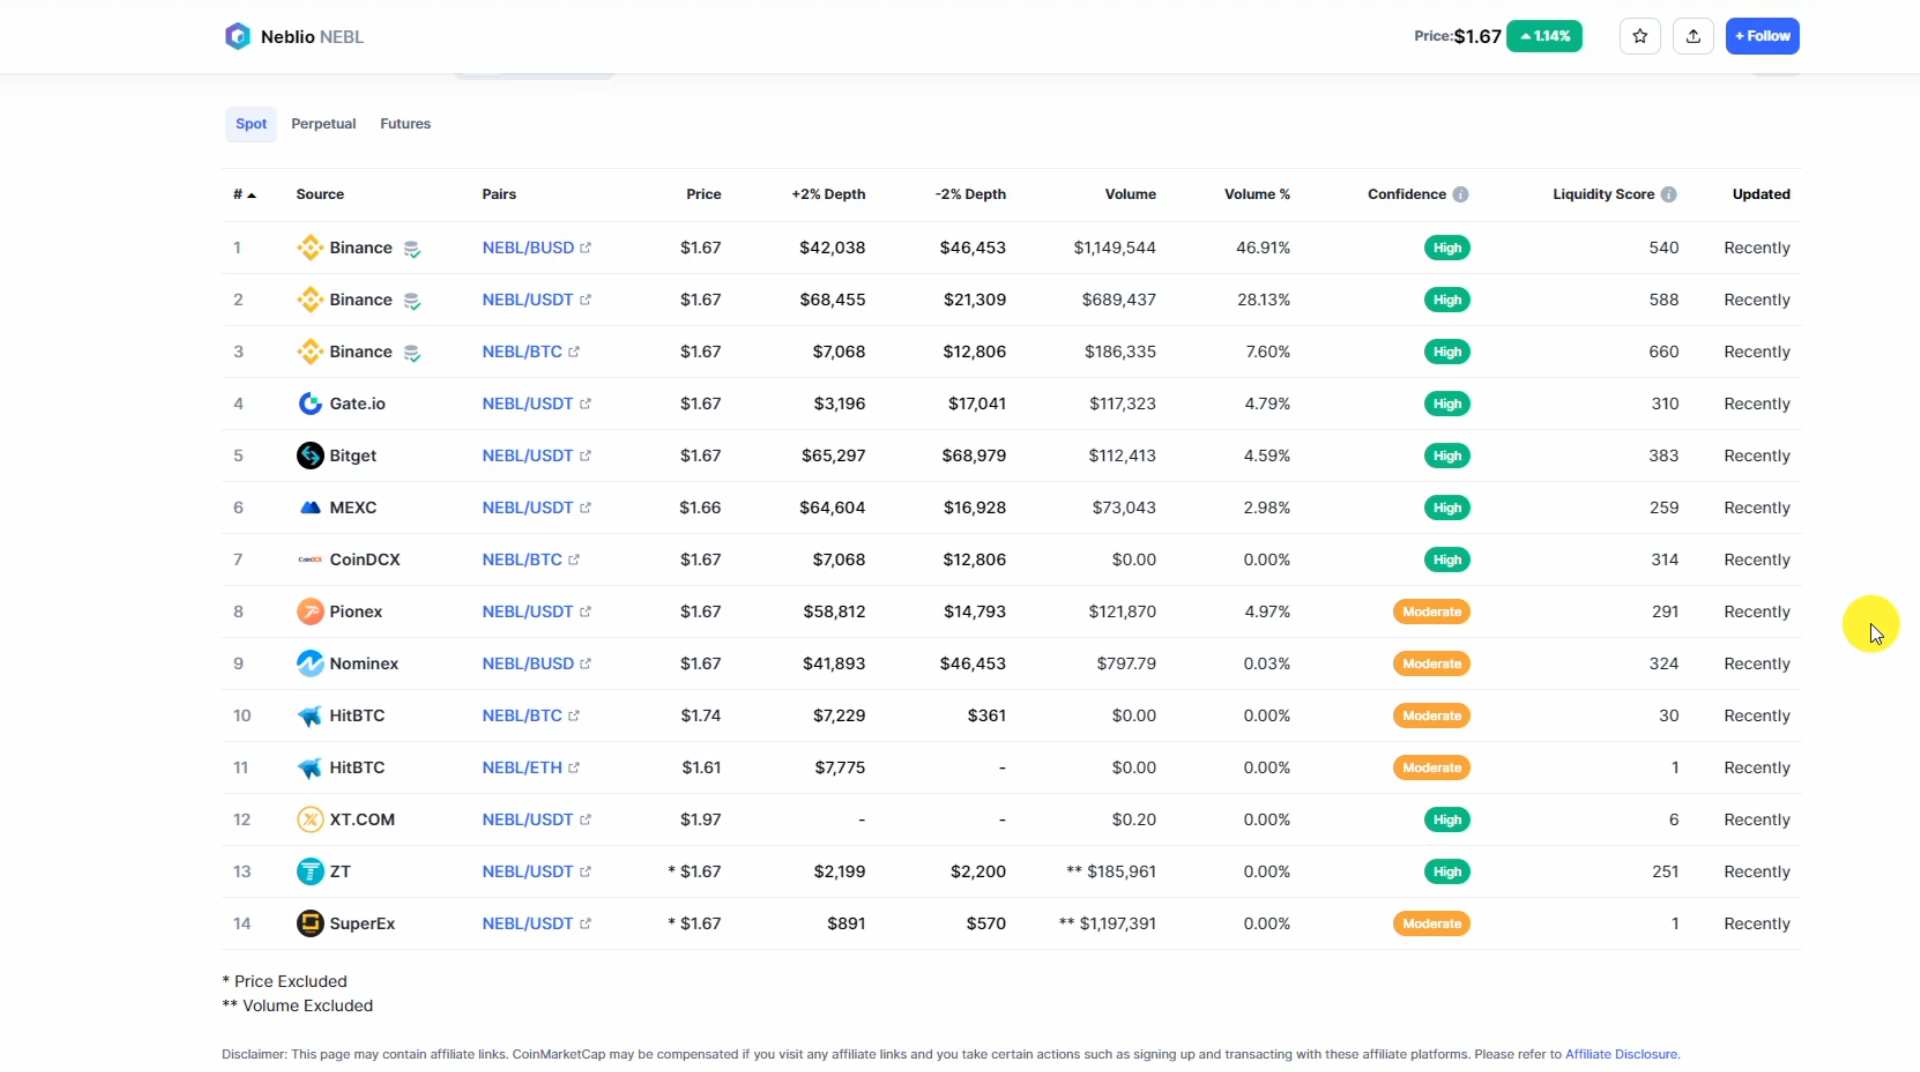 Neblio NEBL Price:$1.67 1.14% + Follow
Spot Perpetual Futures
# Source Pairs Price +2% Depth -2% Depth Volume Volume % Confidence Liquidity Score Updated
1 Binance NEBL/BUSD $1.67 $42,038 $46,453 $1,149,544 46.91% High 540 Recently
2 Binance NEBL/USDT $1.67 $68,455 $21,309 $689,437 28.13% High 588 Recently
3 Binance NEBL/BTC $1.67 $7,068 $12,806 $186,335 7.60% High 660 Recently
4 Gate.io NEBL/USDT $1.67 $3,196 $17,041 $117,323 4.79% High 310 Recently
5 Bitget NEBL/USDT $1.67 $65,297 $68,979 $112,413 4.59% High 383 Recently
6 MEXC NEBL/USDT $1.66 $64,604 $16,928 $73,043 2.98% High 259 Recently
7 CoinDCX CoinDCX NEBL/BTC $1.67 $7,068 $12,806 $0.00 0.00% High 314 Recently
8 Pionex NEBL/USDT $1.67 $58,812 $14,793 $121,870 4.97% Moderate 291 Recently
9 Nominex NEBL/BUSD $1.67 $41,893 $46,453 $797.79 0.03% Moderate 324 Recently
10 HitBTC NEBL/BTC $1.74 $7,229 $361 $0.00 0.00% Moderate 30 Recently
11 HitBTC NEBL/ETH $1.61 $7,775 - $0.00 0.00% Moderate 1 Recently
12 XT.COM NEBL/USDT $1.97 - - $0.20 0.00% High 6 Recently
13 ZT NEBL/USDT * $1.67 $2,199 $2,200 ** $185,961 0.00% High 251 Recently
14 SuperEx NEBL/USDT * $1.67 $891 $570 ** $1,197,391 0.00% Moderate 1 Recently
* Price Excluded
** Volume Excluded
Disclaimer: This page may contain affiliate links. CoinMarketCap may be compensated if you visit any affiliate links and you take certain actions such as signing up and transacting with these affiliate platforms. Please refer to Affiliate Disclosure.